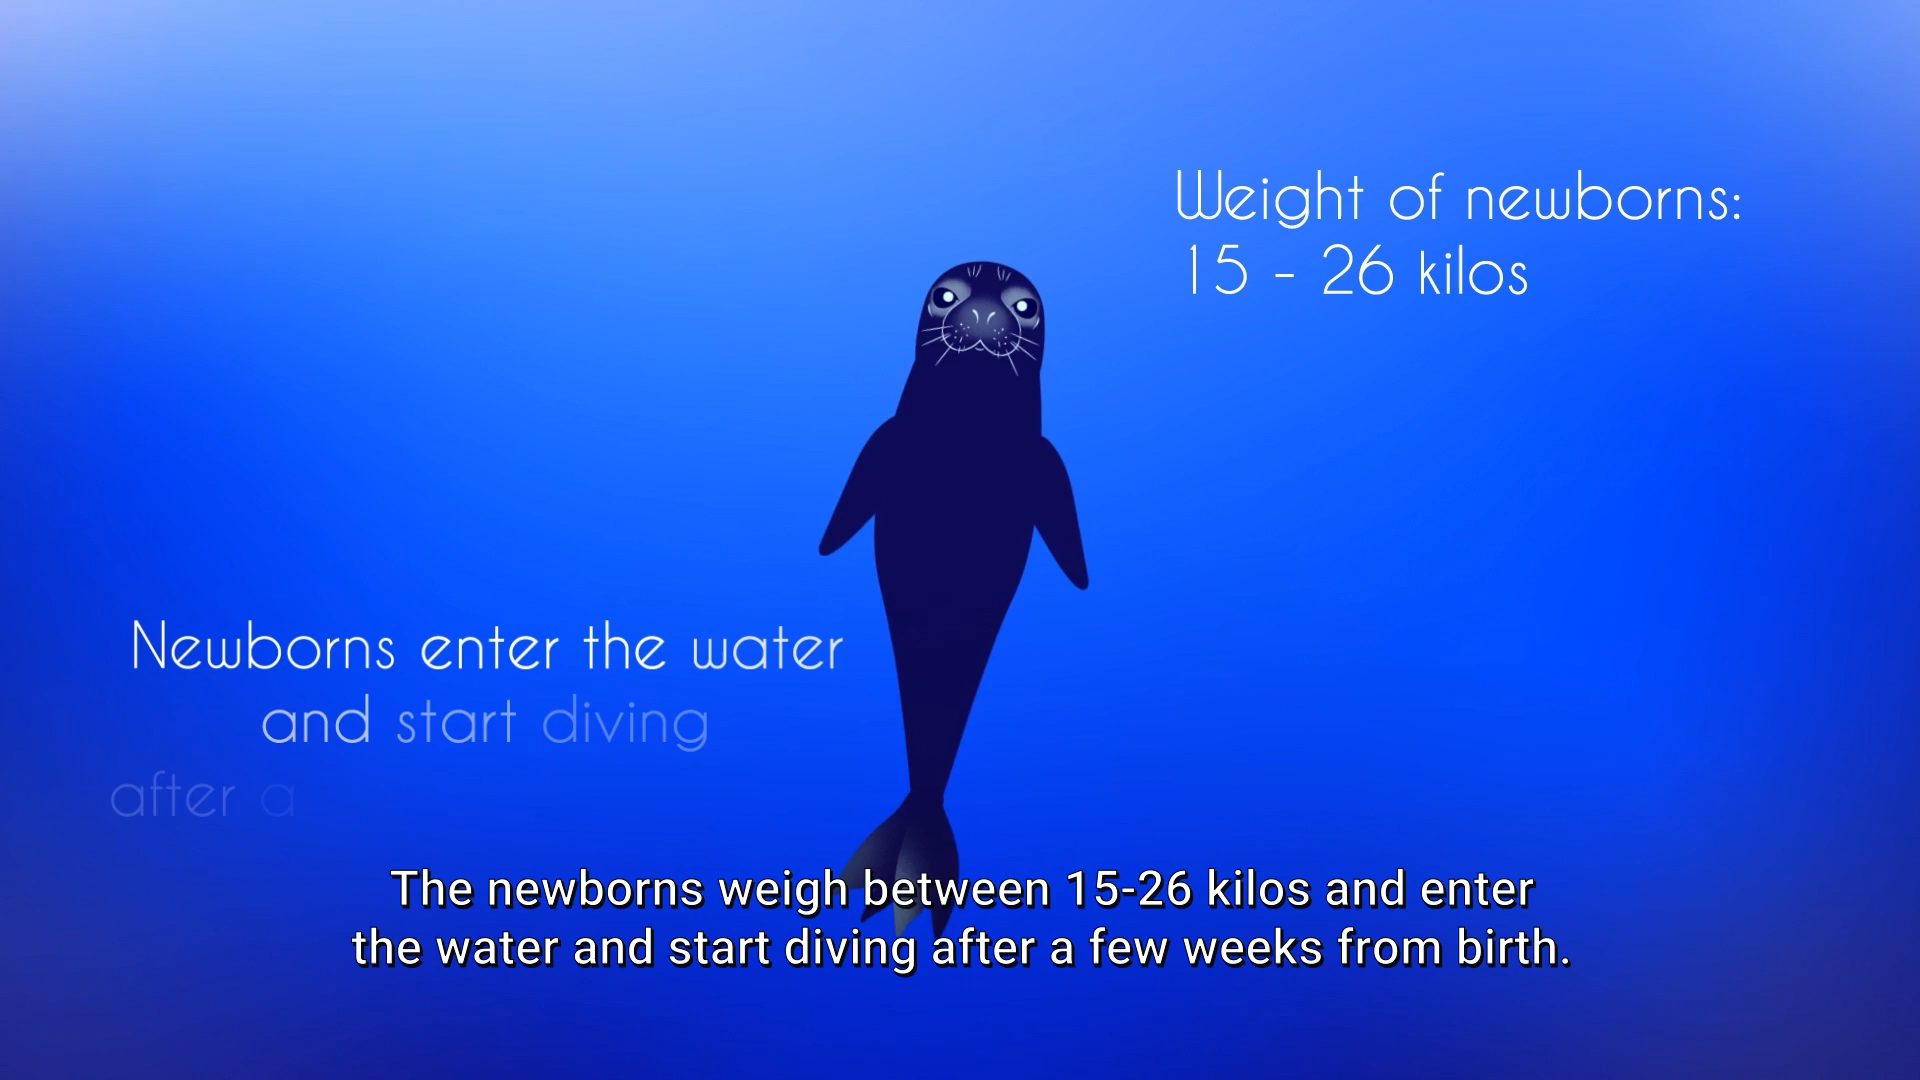 Weight of newborns:
15 - 26 kilos
Newborns enter the water
and start diving
after a
The newborns weigh between 15-26 kilos and enter
the water and start diving after a few weeks from birth.